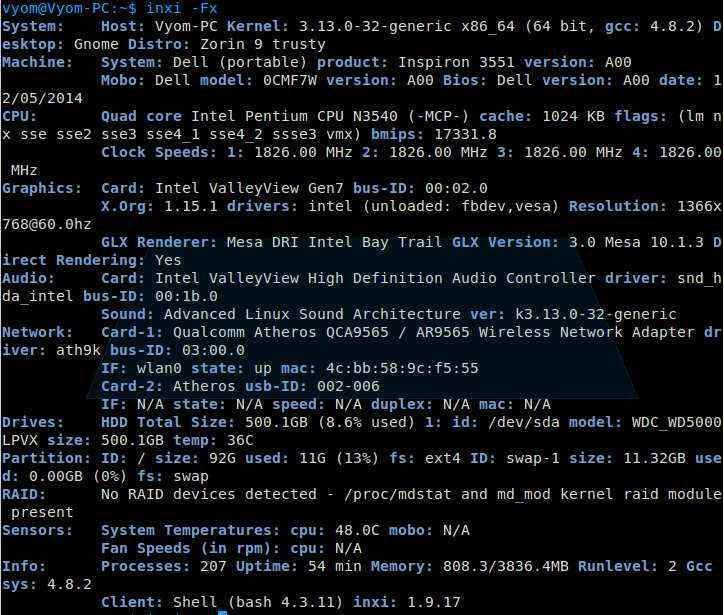 vyom@Vyom-PC:~$ inxi -Fx
System:    Host: Vyom-PC Kernel: 3.13.0-32-generic x86_64 (64 bit, gcc: 4.8.2) D
esktop: Gnome Distro: Zorin 9 trusty
Machine:   System: Dell (portable) product: Inspiron 3551 version: A00
           Mobo: Dell model: 0CMF7W version: A00 Bios: Dell version: A00 date: 1
2/05/2014
CPU:       Quad core Intel Pentium CPU N3540 (-MCP-) cache: 1024 KB flags: (lm n
x sse sse2 sse3 sse4_1 sse4_2 ssse3 vmx) bmips: 17331.8
           Clock Speeds: 1: 1826.00 MHz 2: 1826.00 MHz 3: 1826.00 MHz 4: 1826.00
 MHz
Graphics:  Card: Intel ValleyView Gen7 bus-ID: 00:02.0
           X.Org: 1.15.1 drivers: intel (unloaded: fbdev,vesa) Resolution: 1366x
768@60.0hz
           GLX Renderer: Mesa DRI Intel Bay Trail GLX Version: 3.0 Mesa 10.1.3 D
irect Rendering: Yes
Audio:     Card: Intel ValleyView High Definition Audio Controller driver: snd_h
da_intel bus-ID: 00:1b.0
           Sound: Advanced Linux Sound Architecture ver: k3.13.0-32-generic
Network:   Card-1: Qualcomm Atheros QCA9565 / AR9565 Wireless Network Adapter dr
iver: ath9k bus-ID: 03:00.0
           IF: wlan0 state: up mac: 4c:bb:58:9c:f5:55
           Card-2: Atheros usb-ID: 002-006
           IF: N/A state: N/A speed: N/A duplex: N/A mac: N/A
Drives:    HDD Total Size: 500.1GB (8.6% used) 1: id: /dev/sda model: WDC_WD5000
LPVX size: 500.1GB temp: 36C
Partition: ID: / size: 92G used: 11G (13%) fs: ext4 ID: swap-1 size: 11.32GB use
d: 0.00GB (0%) fs: swap
RAID:      No RAID devices detected - /proc/mdstat and md_mod kernel raid module
 present
Sensors:   System Temperatures: cpu: 48.0C mobo: N/A
           Fan Speeds (in rpm): cpu: N/A
Info:      Processes: 207 Uptime: 54 min Memory: 808.3/3836.4MB Runlevel: 2 Gcc
sys: 4.8.2
           Client: Shell (bash 4.3.11) inxi: 1.9.17